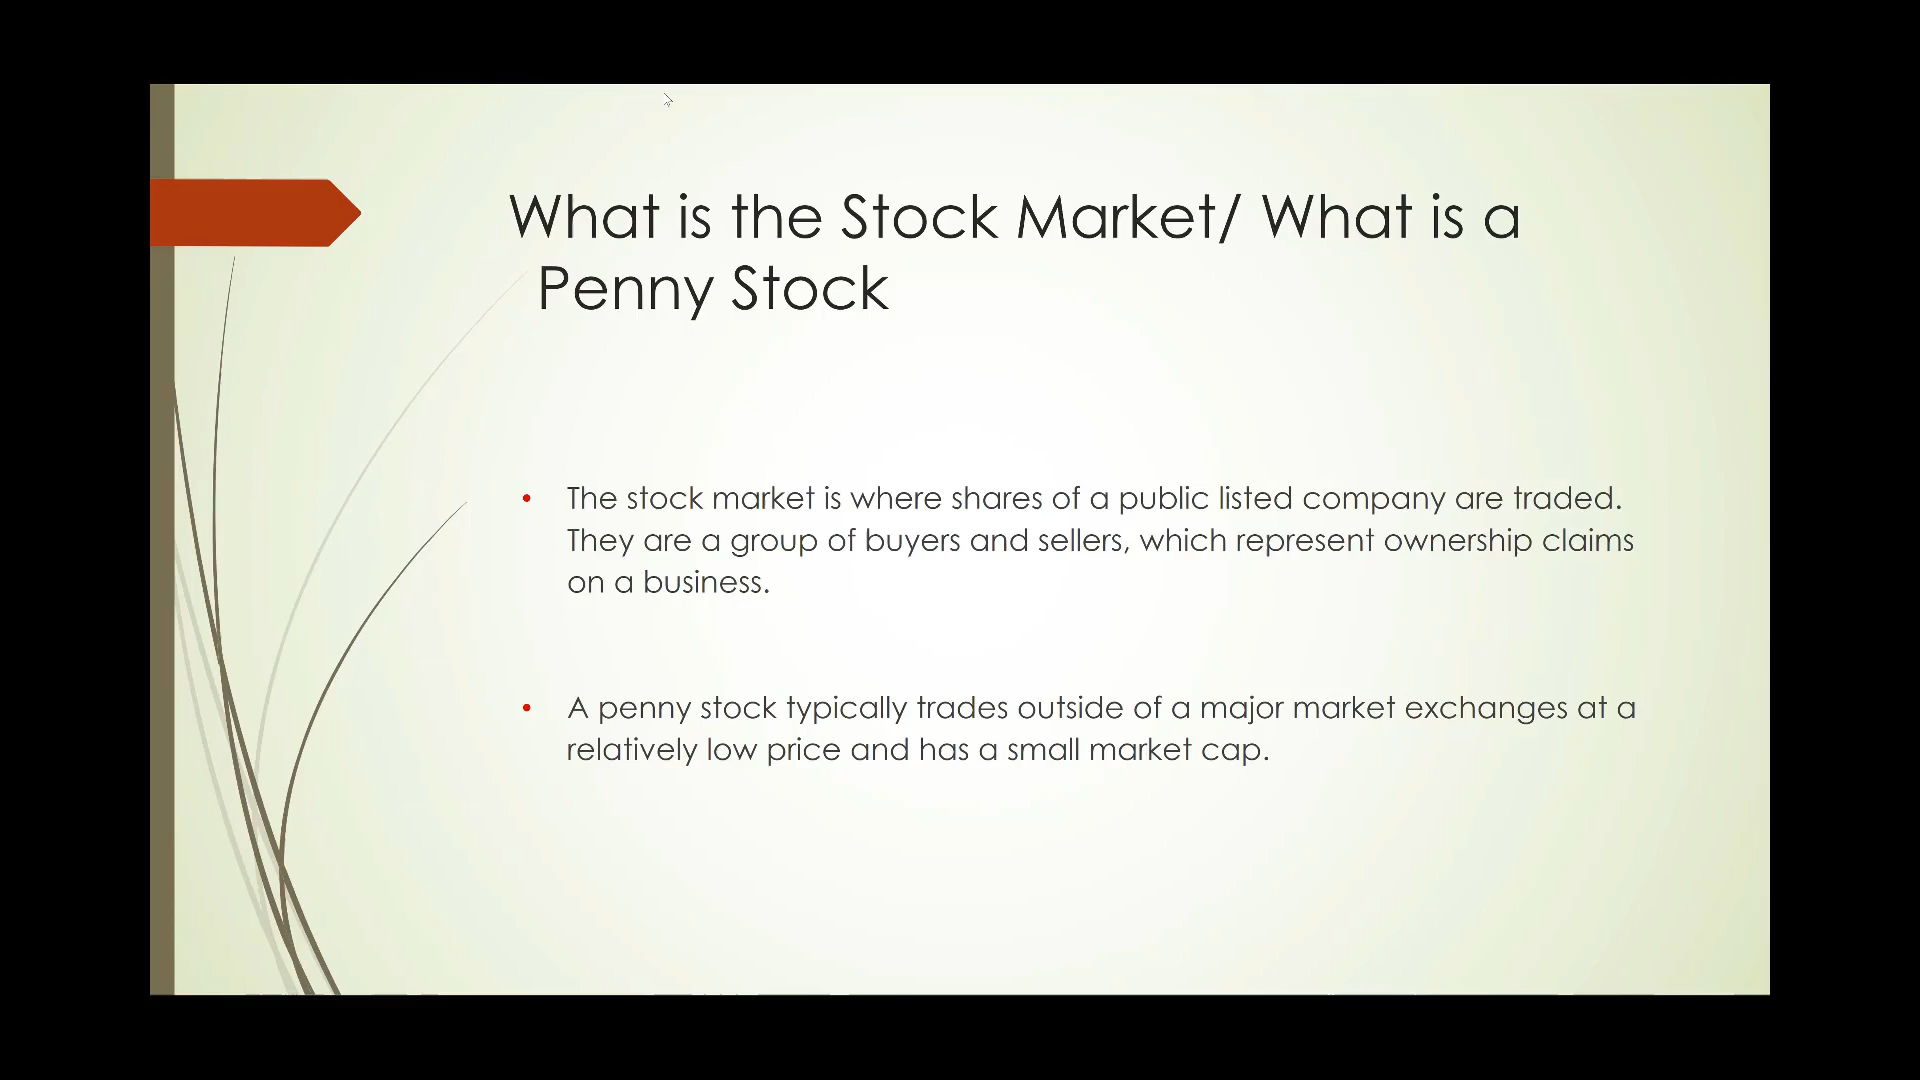 What is the Stock Market/ What is a
Penny Stock
• The stock market is where shares of a public listed company are traded.
They are a group of buyers and sellers, which represent ownership claims
on a business.
• A penny stock typically trades outside of a major market exchanges at a
relatively low price and has a small market cap.